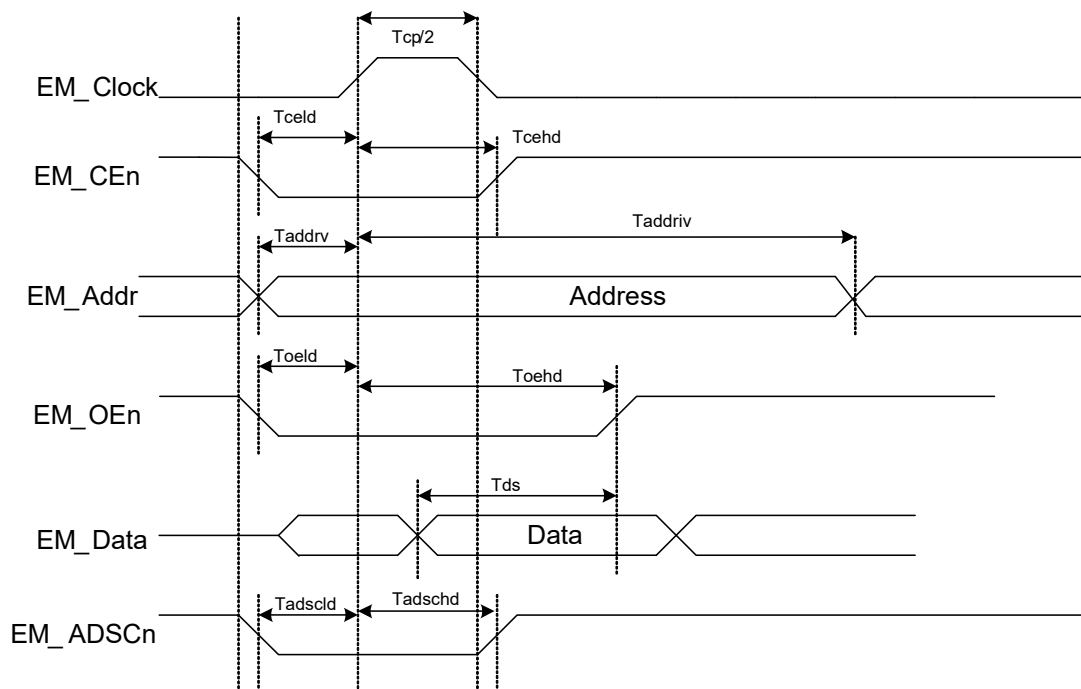 Tcp/2
EM_Clock
Tceld
Tcehd
EM_CEn
Taddrv
Taddriv
EM_Addr
Address
Toeld
Toehd
EM_OEn
Tds
EM_Data
Data
Tadscld
Tadschd
EM_ADSCn